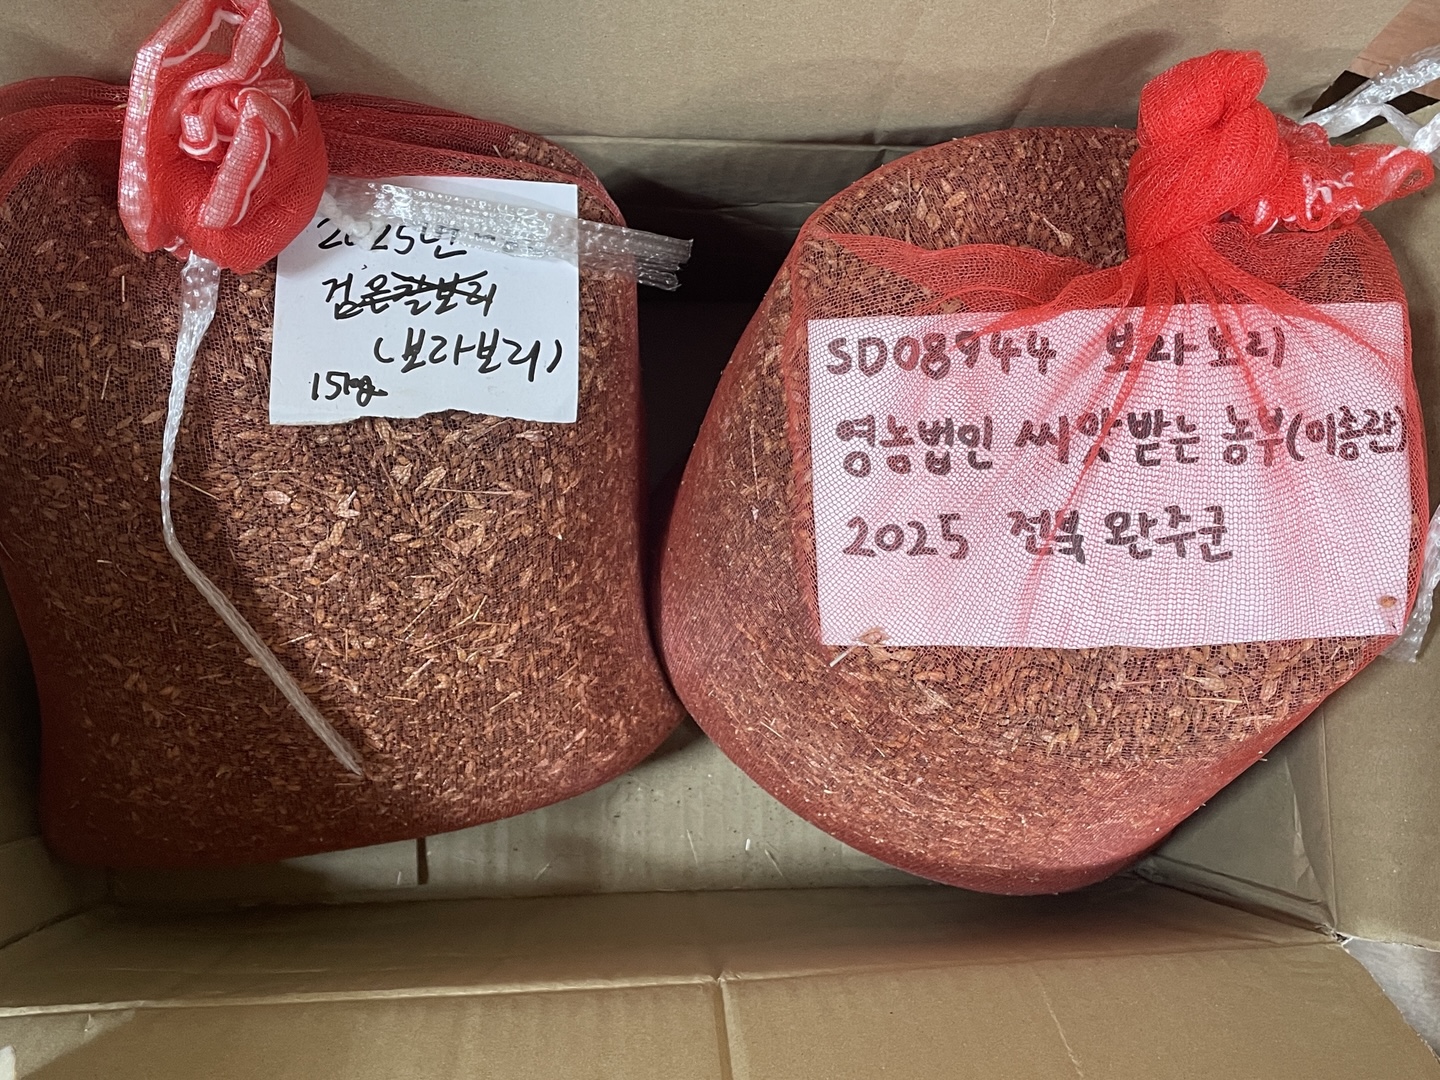 2025년
검은찰보리
(보라보리)
15kg
SD08944 보라보리
영농법인 씨앗받는 농부(이종란)
2025 전북 완주군